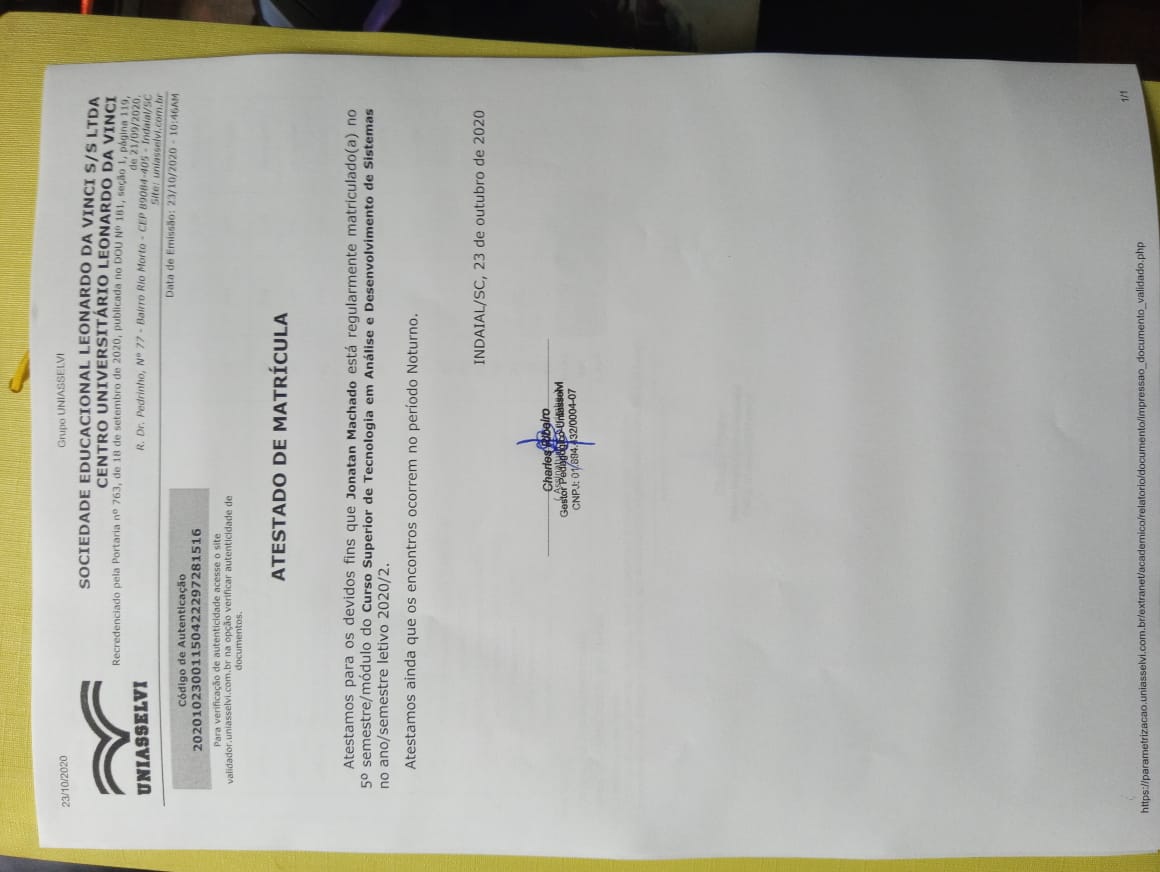 23/10/2020
Grupo UNIASSELVI
UNIASSELVI
SOCIEDADE EDUCACIONAL LEONARDO DA VINCI S/S LTDA
CENTRO UNIVERSITÁRIO LEONARDO DA VINCI
Recredenciado pela Portaria nº 763, de 18 de setembro de 2020, publicada no DOU Nº 181, seção 1, página 119,
de 21/09/2020.
R. Dr. Pedrinho, Nº 77 - Bairro Rio Morto - CEP 89084-405 - Indaial/SC
Site: uniasselvi.com.br
Data de Emissão: 23/10/2020 - 10:46AM
Código de Autenticação
20201023001150422297281516
Para verificação de autenticidade acesse o site
validador.uniasselvi.com.br na opção verificar autenticidade de
documentos.
ATESTADO DE MATRÍCULA
Atestamos para os devidos fins que Jonatan Machado está regularmente matriculado(a) no
5º semestre/módulo do Curso Superior de Tecnologia em Análise e Desenvolvimento de Sistemas
no ano/semestre letivo 2020/2.
Atestamos ainda que os encontros ocorrem no período Noturno.
INDAIAL/SC, 23 de outubro de 2020
Charles Ribeiro
Gestor Pedagógico
CNPJ: 01.894.432/0004-07
https://parametrizacao.uniasselvi.com.br/extranet/academico/relatorio/documento/impressao_documento_validado.php
1/1